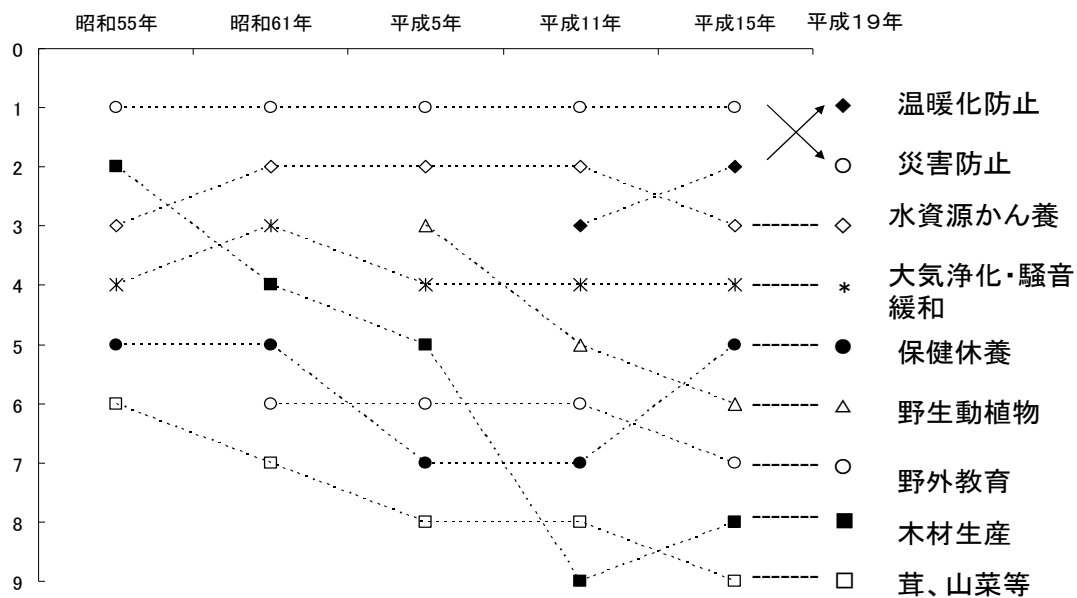 昭和55年 昭和61年 平成5年 平成11年 平成15年 平成19年
0
1
2
3
4
5
6
7
8
9
温暖化防止
災害防止
水資源かん養
大気浄化・騒音
緩和
保健休養
野生動植物
野外教育
木材生産
茸、山菜等